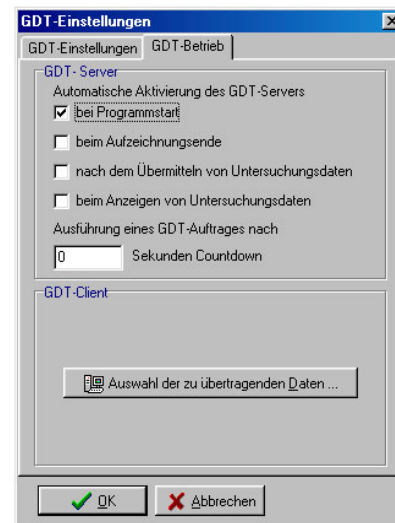 GDT-Einstellungen
GDT-Einstellungen GDT-Betrieb
GDT- Server
Automatische Aktivierung des GDT-Servers
bei Programmstart
beim Aufzeichnungsende
nach dem Übermitteln von Untersuchungsdaten
beim Anzeigen von Untersuchungsdaten
Ausführung eines GDT-Auftrages nach
0 Sekunden Countdown
GDT-Client
Auswahl der zu übertragenden Daten ...
OK Abbrechen